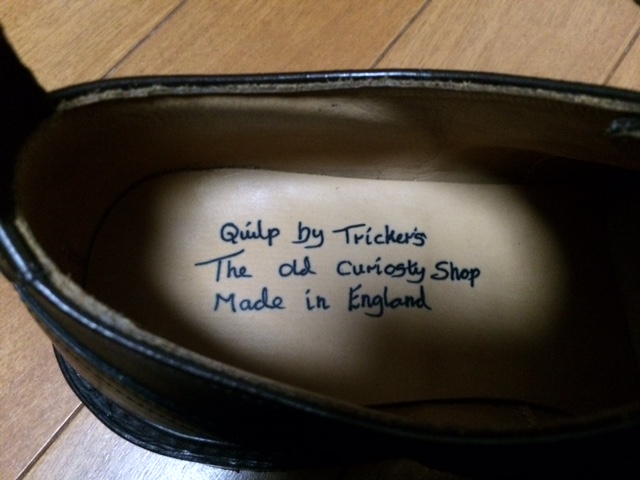 Quilp by Tricker's
The old Curiosty Shop
Made in England